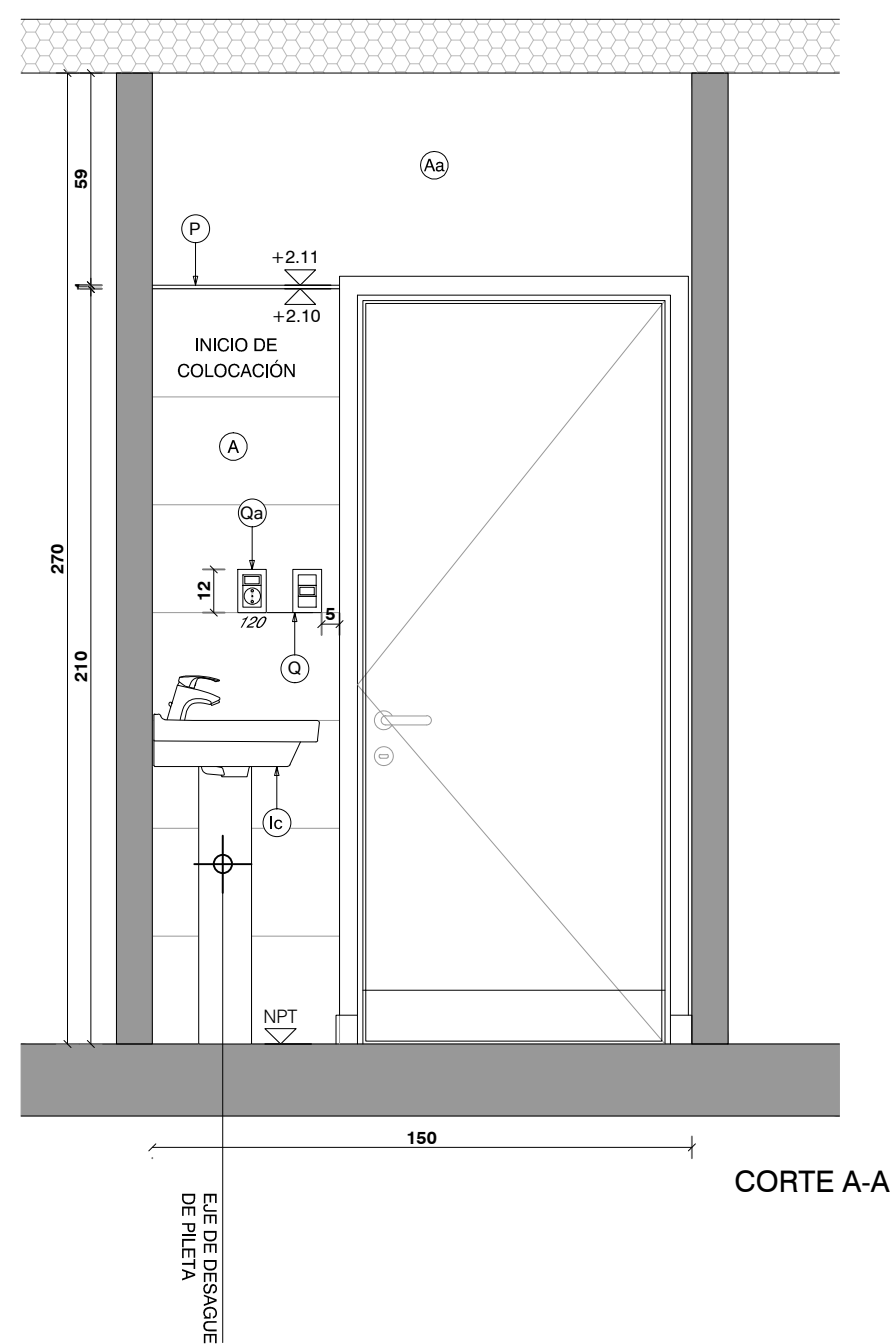 Aa
59
P
+2.11
+2.10
INICIO DE
COLOCACIÓN
A
Qa
270
12
120
5
Q
210
Ic
NPT
150
CORTE A-A
EJE DE DESAGUE
DE PILETA